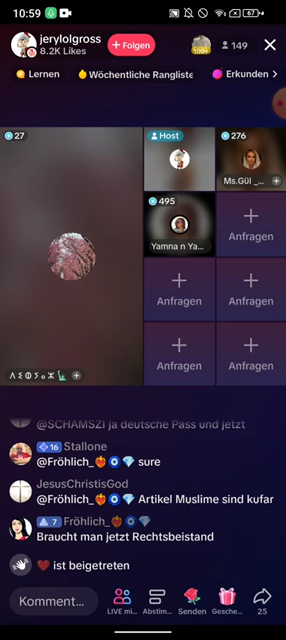 10:59
67
jerylolgross
8.2K Likes
+ Folgen
100+
149
Lernen
Wöchentliche Rangliste
Erkunden
27
Host
276
Ms.Gül _...
495
Yamna n Ya...
Anfragen
Anfragen
Anfragen
Anfragen
Anfragen
@SCHAMSZI ja deutsche Pass und jetzt
16 Stallone
@Fröhlich_❤️‍🔥🧿💎 sure
JesusChristisGod
@Fröhlich_❤️‍🔥🧿💎 Artikel Muslime sind kufar
7 Fröhlich_❤️‍🔥🧿💎
Braucht man jetzt Rechtsbeistand
❤️ ist beigetreten
Komment...
LIVE mi...
Abstim...
Senden
Gesche...
25